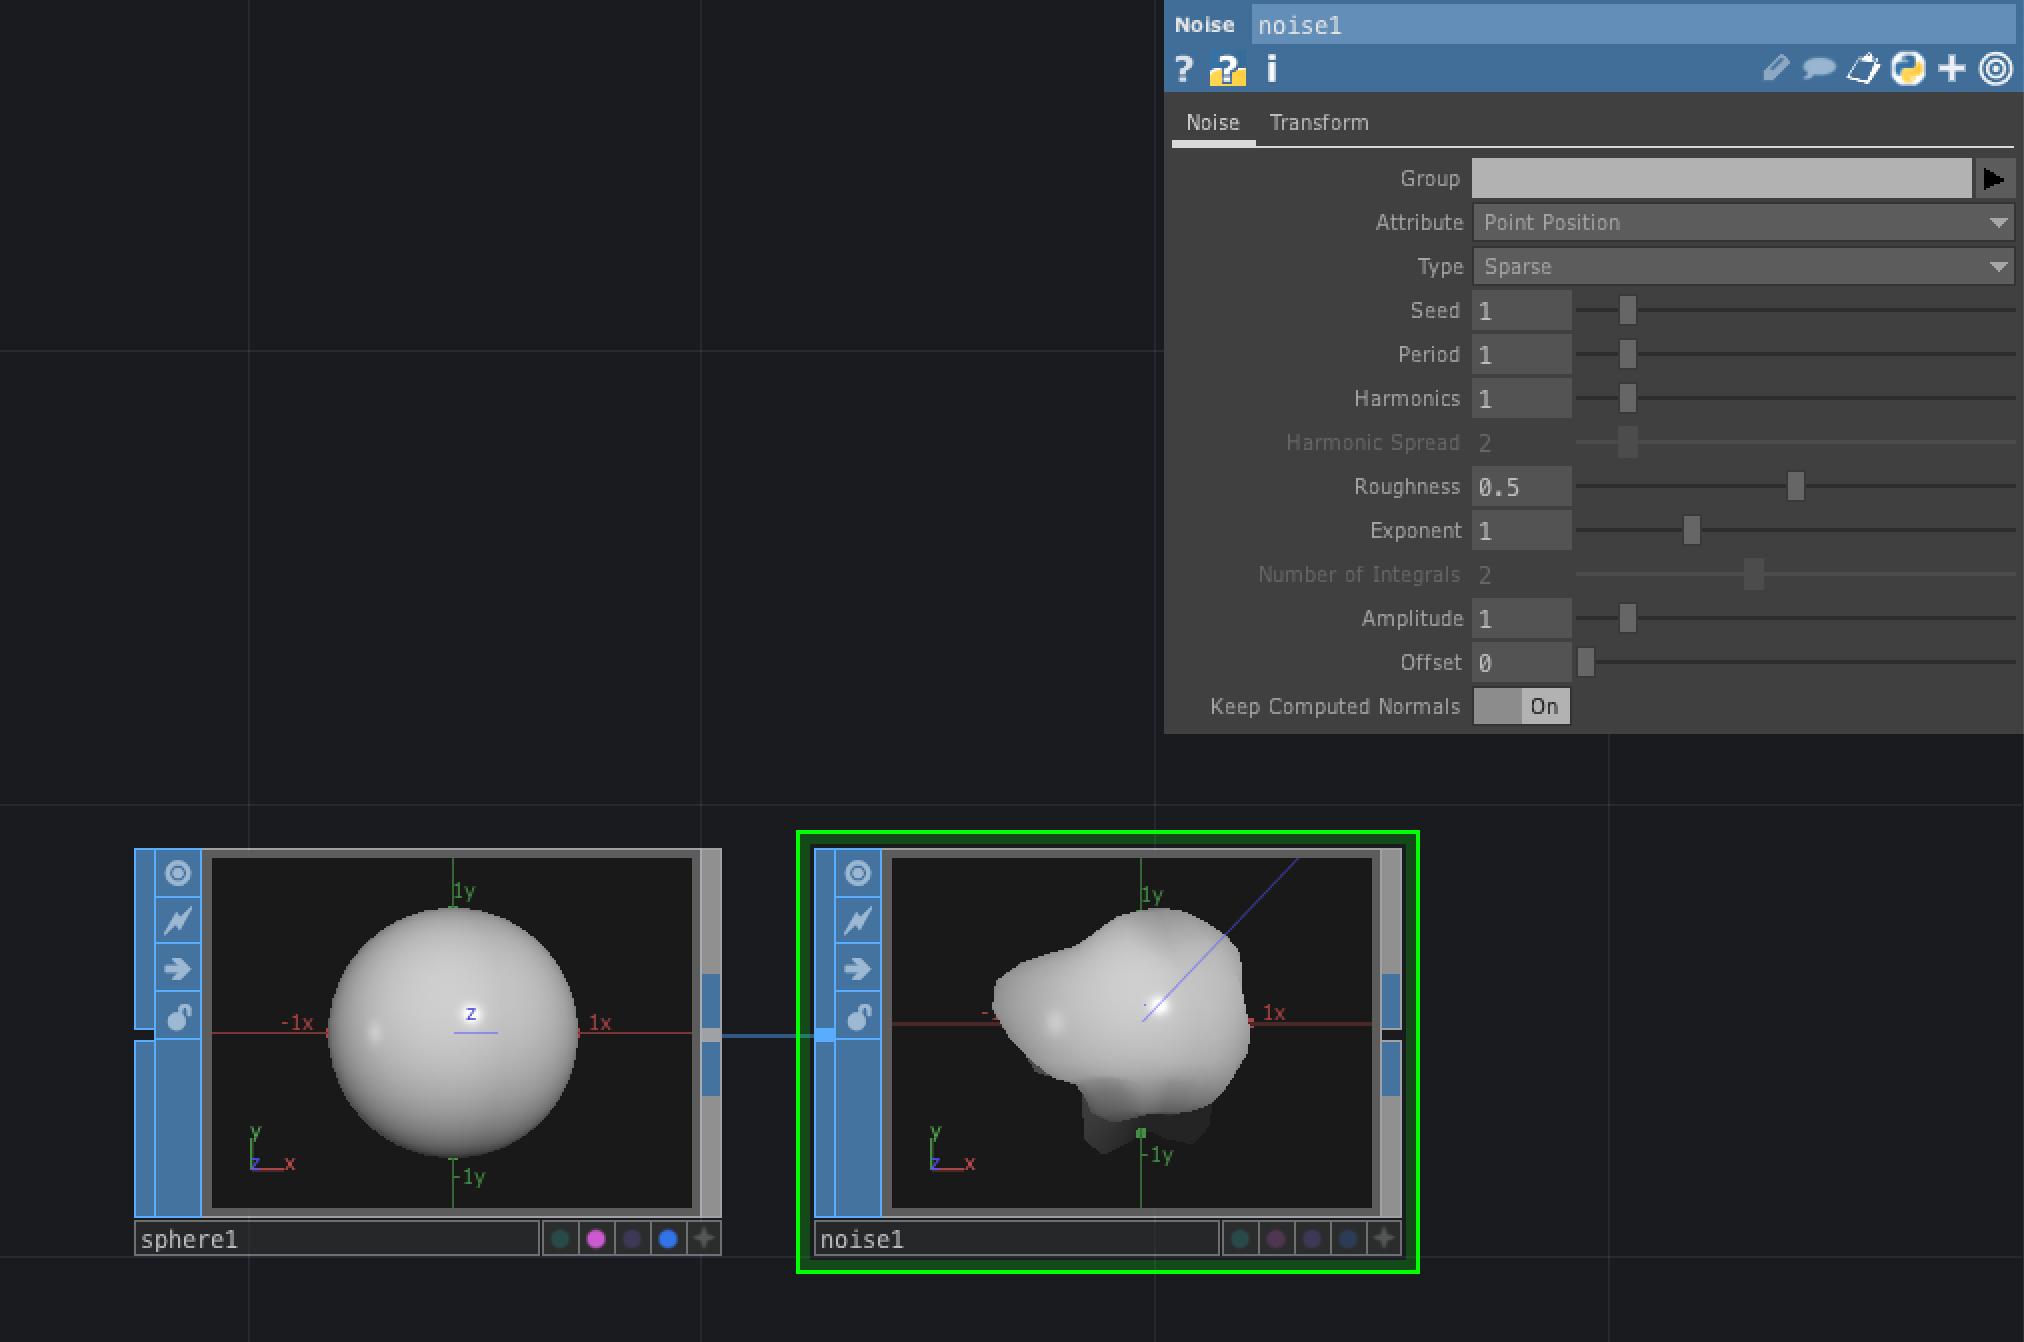 Noise noise1
? ? i
Noise Transform
Group
Attribute Point Position
Type Sparse
Seed 1
Period 1
Harmonics 1
Harmonic Spread 2
Roughness 0.5
Exponent 1
Number of Integrals 2
Amplitude 1
Offset 0
Keep Computed Normals On
1y
-1x z 1x
-1y
y
z x
sphere1
1y
- 1x
-1y
y
z x
noise1